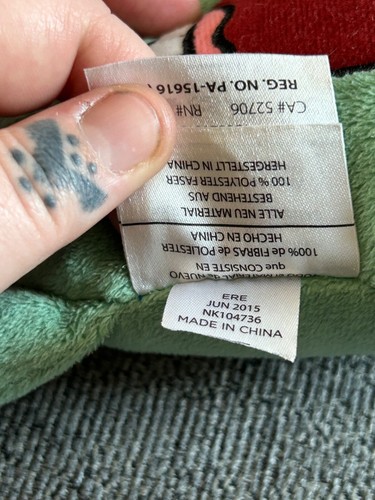 que CONSISTE EN
100% de FIBRAS de POLIESTER
HECHO EN CHINA
ALLE NEU MATERIAL
BESTEHEND AUS
100 % POLYESTER FASER
HERGESTELLT IN CHINA
CA# 52706 RN#
REG. NO. PA-15616
ERE
JUN 2015
NK104736
MADE IN CHINA